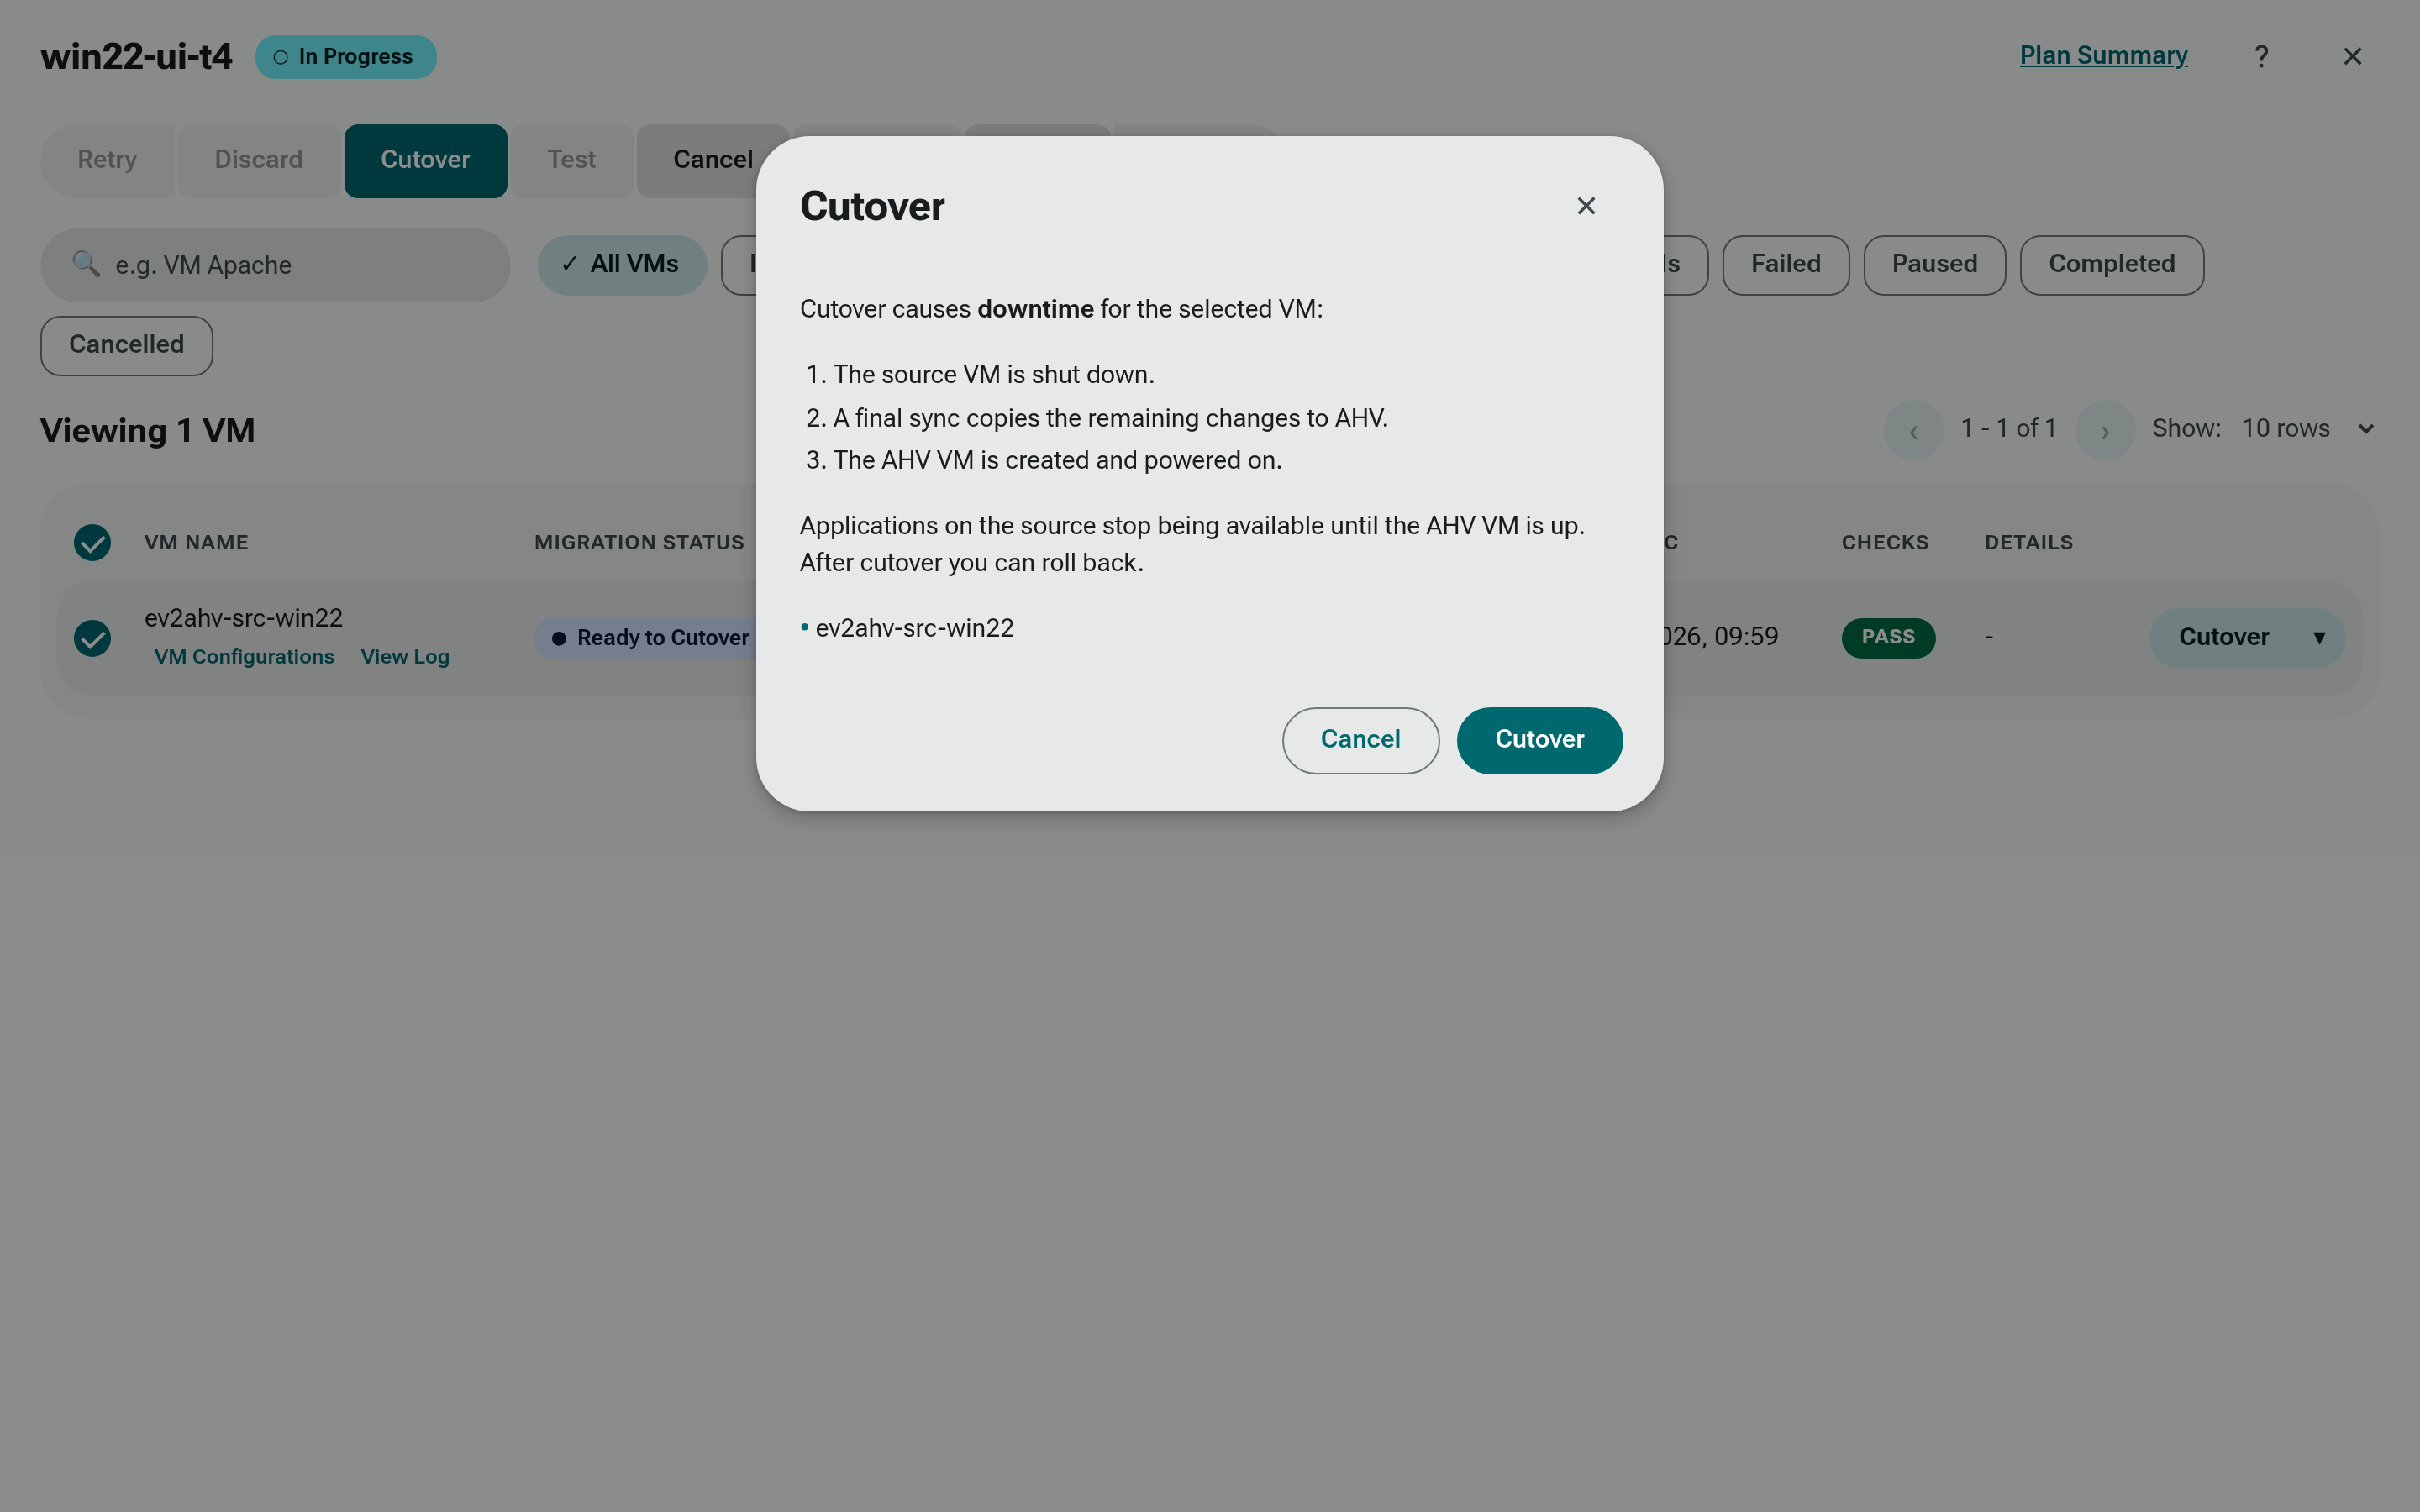 win22-ui-t4
In Progress
Plan Summary
?
Retry
Discard
Cutover
Test
Cancel
e.g. VM Apache
All VMs
Failed
Paused
Completed
Cancelled
Viewing 1 VM
1 - 1 of 1
Show: 10 rows
VM NAME
MIGRATION STATUS
CHECKS
DETAILS
ev2ahv-src-win22
VM Configurations
View Log
Ready to Cutover
09:59
PASS
-
Cutover
Cutover
Cutover causes downtime for the selected VM:
1. The source VM is shut down.
2. A final sync copies the remaining changes to AHV.
3. The AHV VM is created and powered on.
Applications on the source stop being available until the AHV VM is up.
After cutover you can roll back.
• ev2ahv-src-win22
Cancel
Cutover